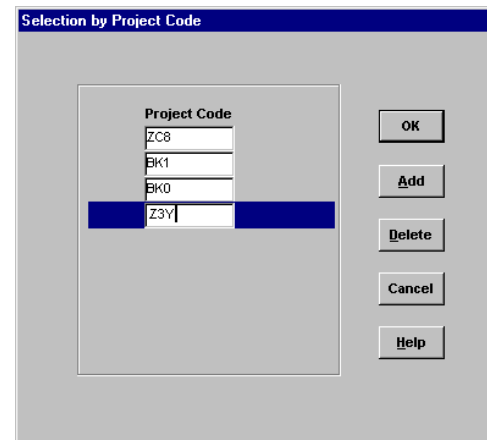 Selection by Project Code
Project Code
ZC8
BK1
BK0
Z3Y
OK
Add
Delete
Cancel
Help